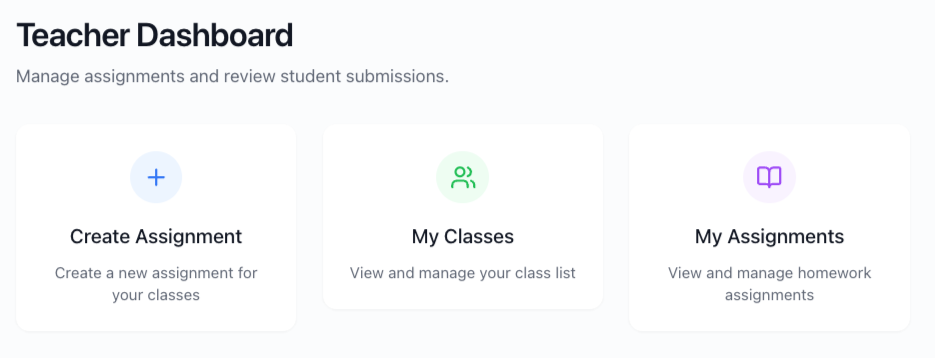 Teacher Dashboard
Manage assignments and review student submissions.
Create Assignment
Create a new assignment for
your classes
My Classes
View and manage your class list
My Assignments
View and manage homework
assignments